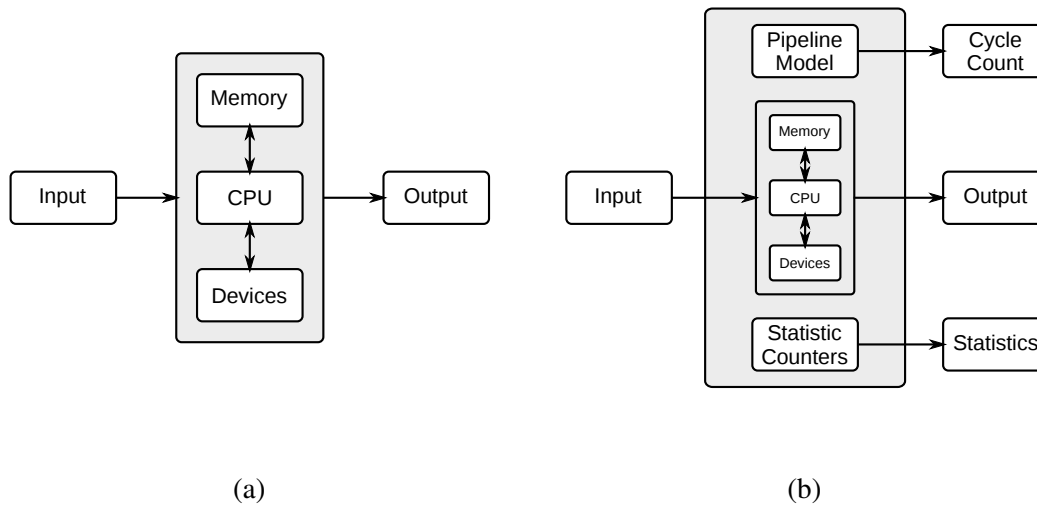 Memory
Input
CPU
Output
Devices
(a)
Pipeline
Model
Cycle
Count
Memory
Input
CPU
Output
Devices
Statistic
Counters
Statistics
(b)